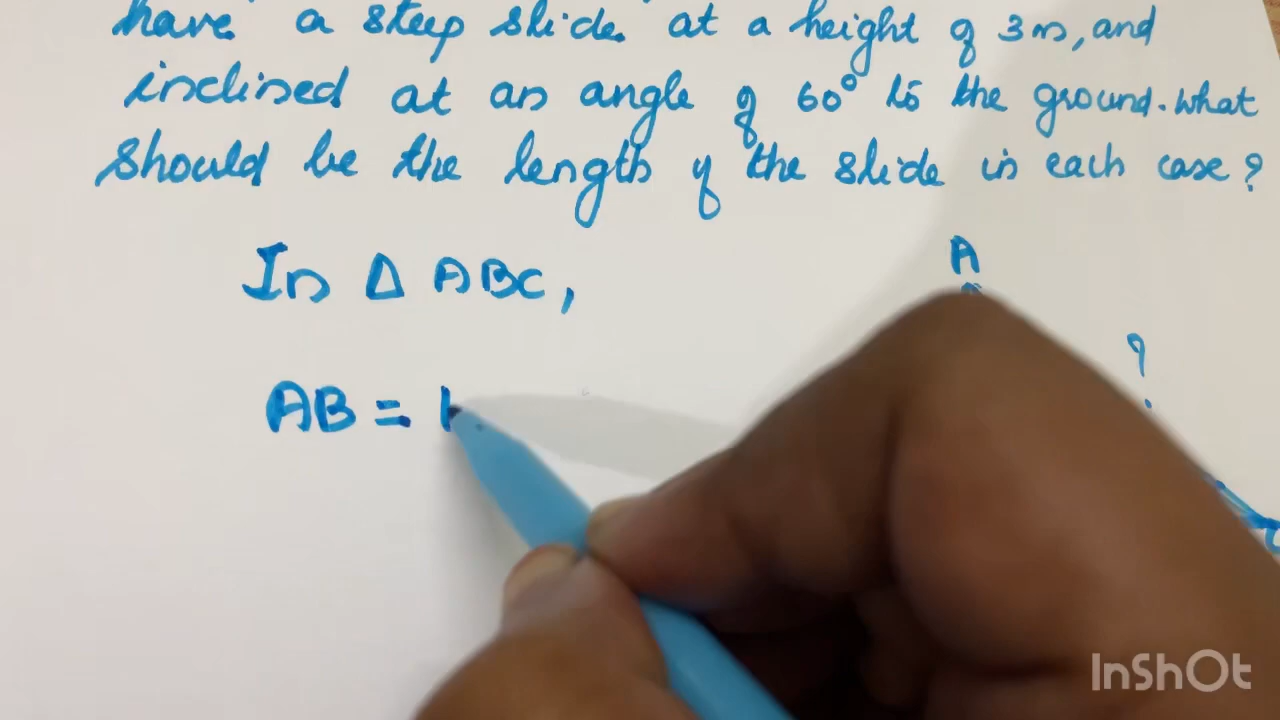 have a steep slide at a height of 3m, and
inclined at an angle of 60° to the ground. what
should be the length of the slide in each case?
In Δ ABC,
A
?
AB =
InShOt